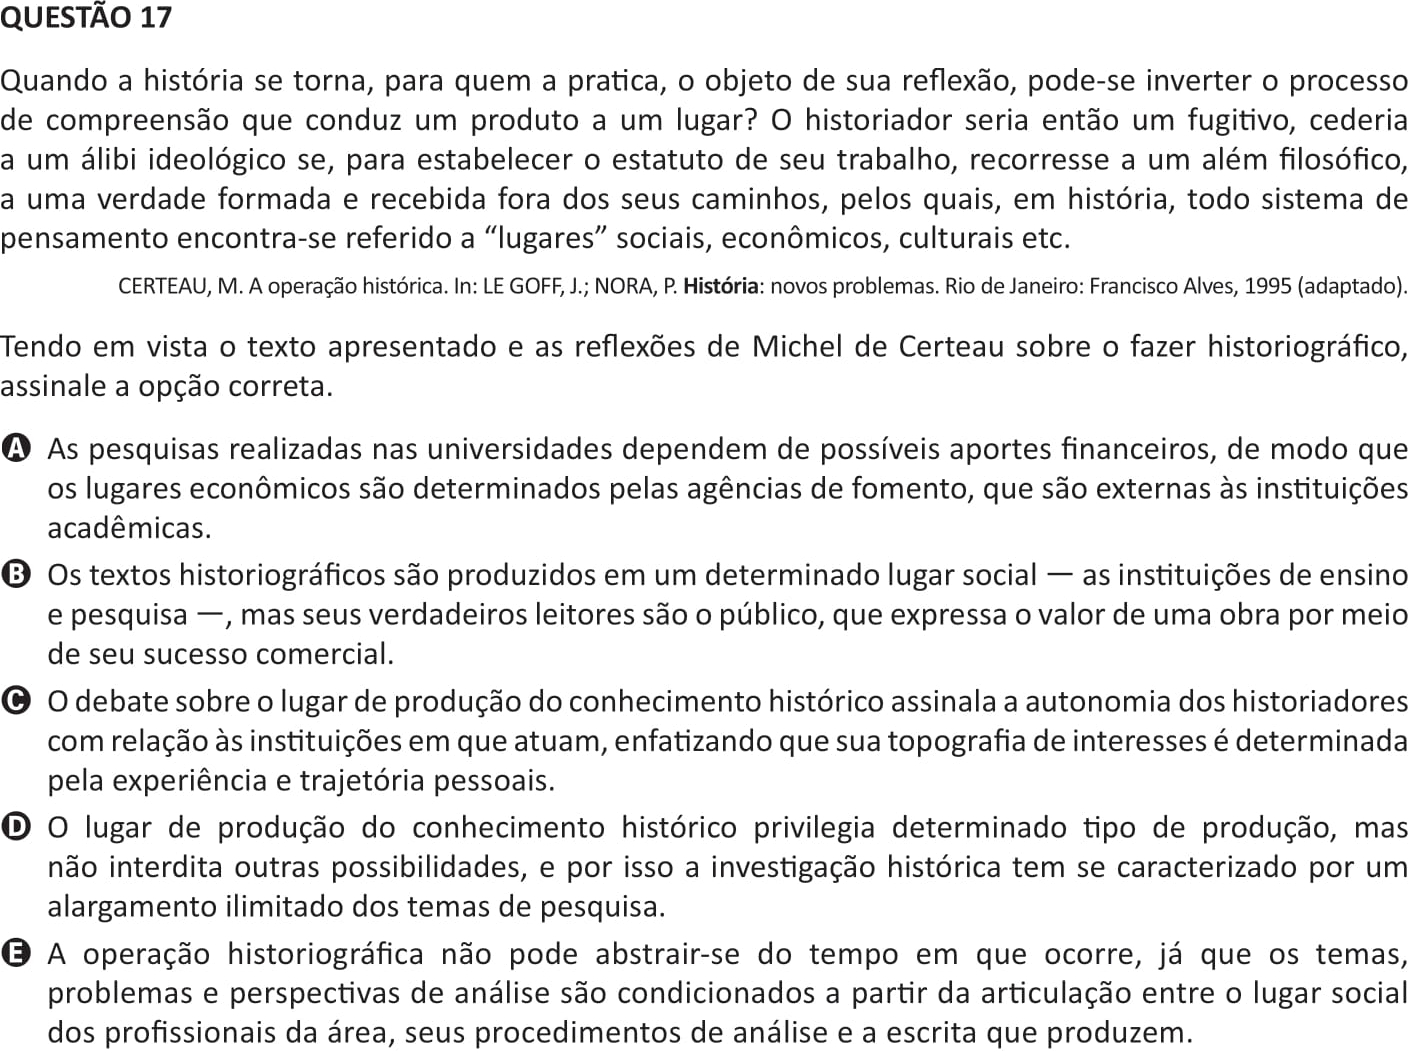 QUESTÃO 17
Quando a história se torna, para quem a pratica, o objeto de sua reflexão, pode-se inverter o processo
de compreensão que conduz um produto a um lugar? O historiador seria então um fugitivo, cederia
a um álibi ideológico se, para estabelecer o estatuto de seu trabalho, recorresse a um além filosófico,
a uma verdade formada e recebida fora dos seus caminhos, pelos quais, em história, todo sistema de
pensamento encontra-se referido a “lugares” sociais, econômicos, culturais etc.
CERTEAU, M. A operação histórica. In: LE GOFF, J.; NORA, P. História: novos problemas. Rio de Janeiro: Francisco Alves, 1995 (adaptado).
Tendo em vista o texto apresentado e as reflexões de Michel de Certeau sobre o fazer historiográfico,
assinale a opção correta.
A As pesquisas realizadas nas universidades dependem de possíveis aportes financeiros, de modo que
os lugares econômicos são determinados pelas agências de fomento, que são externas às instituições
acadêmicas.
B Os textos historiográficos são produzidos em um determinado lugar social — as instituições de ensino
e pesquisa —, mas seus verdadeiros leitores são o público, que expressa o valor de uma obra por meio
de seu sucesso comercial.
C O debate sobre o lugar de produção do conhecimento histórico assinala a autonomia dos historiadores
com relação às instituições em que atuam, enfatizando que sua topografia de interesses é determinada
pela experiência e trajetória pessoais.
D O lugar de produção do conhecimento histórico privilegia determinado tipo de produção, mas
não interdita outras possibilidades, e por isso a investigação histórica tem se caracterizado por um
alargamento ilimitado dos temas de pesquisa.
E A operação historiográfica não pode abstrair-se do tempo em que ocorre, já que os temas,
problemas e perspectivas de análise são condicionados a partir da articulação entre o lugar social
dos profissionais da área, seus procedimentos de análise e a escrita que produzem.